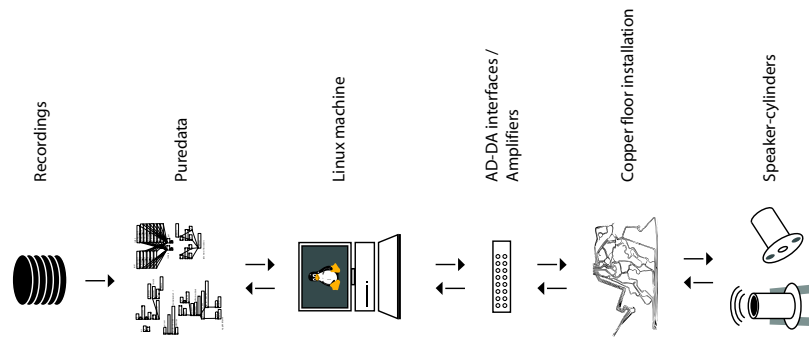 Recordings
Puredata
Linux machine
AD-DA interfaces /
Amplifiers
Copper floor installation
Speaker-cylinders